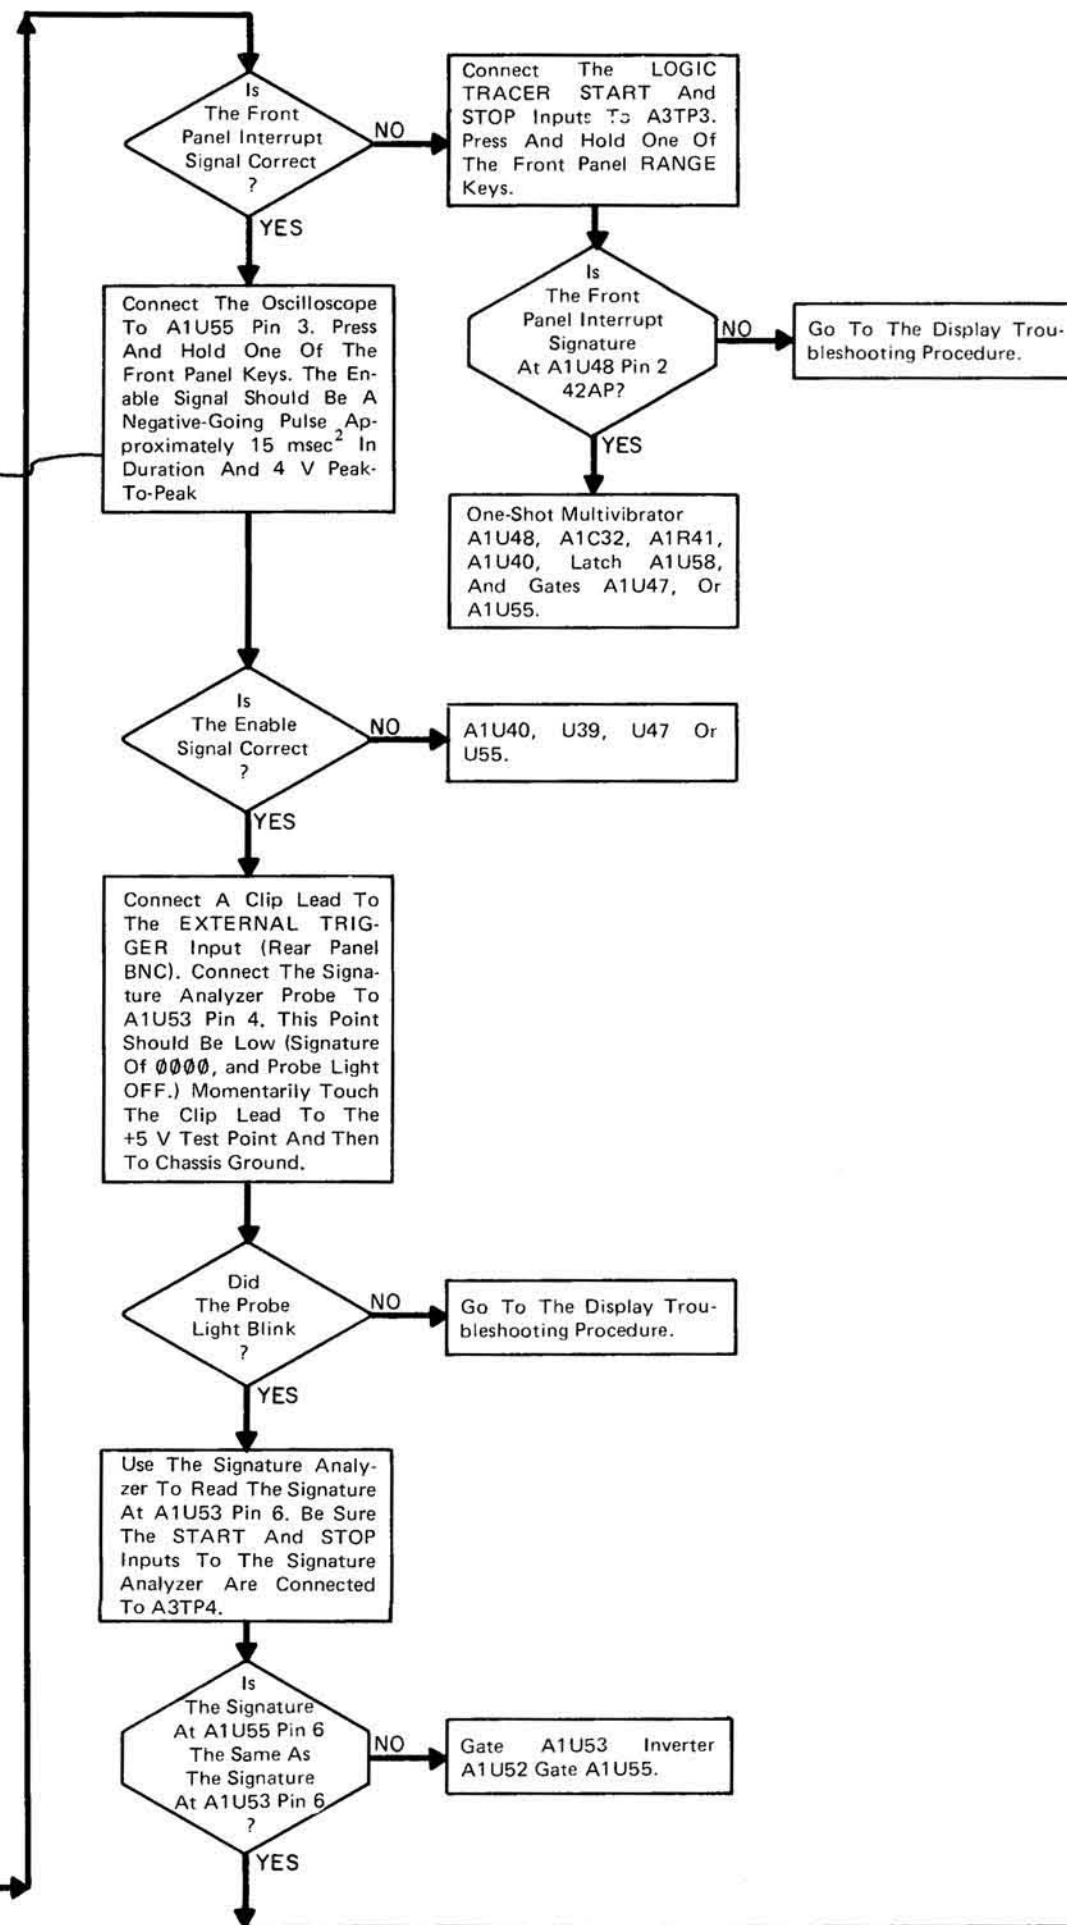 Is
The Front
Panel Interrupt
Signal Correct
?
NO
YES
Connect The LOGIC
TRACER START And
STOP Inputs To A3TP3.
Press And Hold One Of
The Front Panel RANGE
Keys.
Is
The Front
Panel Interrupt
Signature
At A1U48 Pin 2
42AP?
NO
YES
Go To The Display Trou-
bleshooting Procedure.
One-Shot Multivibrator
A1U48, A1C32, A1R41,
A1U40, Latch A1U58,
And Gates A1U47, Or
A1U55.
Connect The Oscilloscope
To A1U55 Pin 3. Press
And Hold One Of The
Front Panel Keys. The En-
able Signal Should Be A
Negative-Going Pulse Ap-
proximately 15 msec² In
Duration And 4 V Peak-
To-Peak
Is
The Enable
Signal Correct
?
NO
YES
A1U40, U39, U47 Or
U55.
Connect A Clip Lead To
The EXTERNAL TRIG-
GER Input (Rear Panel
BNC). Connect The Signa-
ture Analyzer Probe To
A1U53 Pin 4. This Point
Should Be Low (Signature
Of 0000, and Probe Light
OFF.) Momentarily Touch
The Clip Lead To The
+5 V Test Point And Then
To Chassis Ground.
Did
The Probe
Light Blink
?
NO
YES
Go To The Display Trou-
bleshooting Procedure.
Use The Signature Analy-
zer To Read The Signature
At A1U53 Pin 6. Be Sure
The START And STOP
Inputs To The Signature
Analyzer Are Connected
To A3TP4.
Is
The Signature
At A1U55 Pin 6
The Same As
The Signature
At A1U53 Pin 6
?
NO
YES
Gate A1U53 Inverter
A1U52 Gate A1U55.